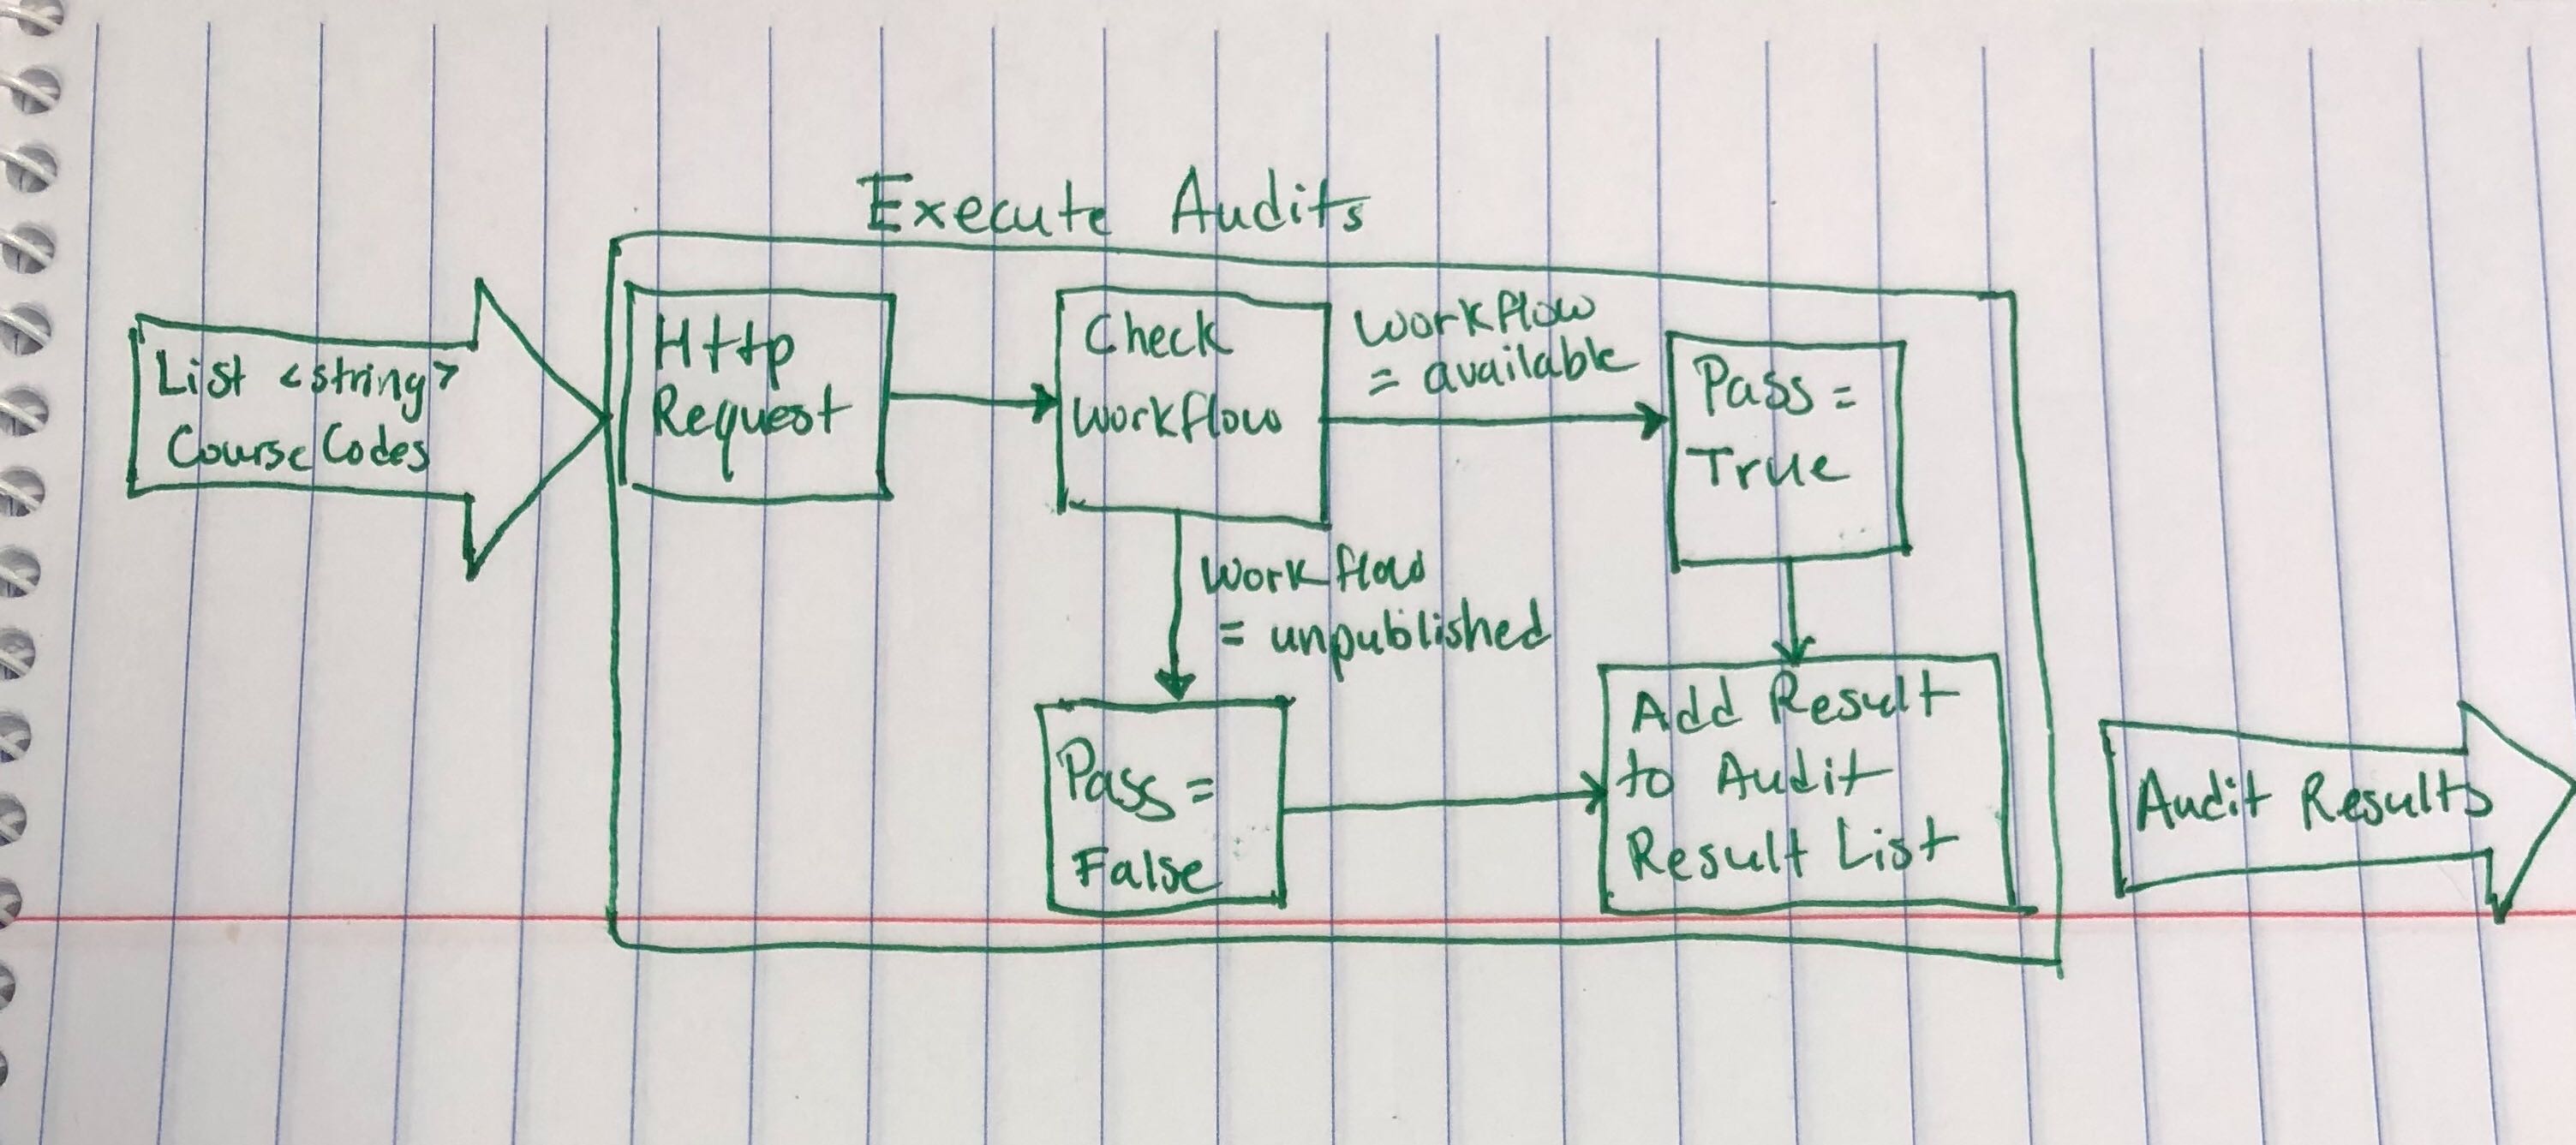 Execute Audits
List <string>
Course Codes
Http
Request
Check
Workflow
Workflow
= available
Pass =
True
Workflow
= unpublished
Pass =
False
Add Result
to Audit
Result List
Audit Results